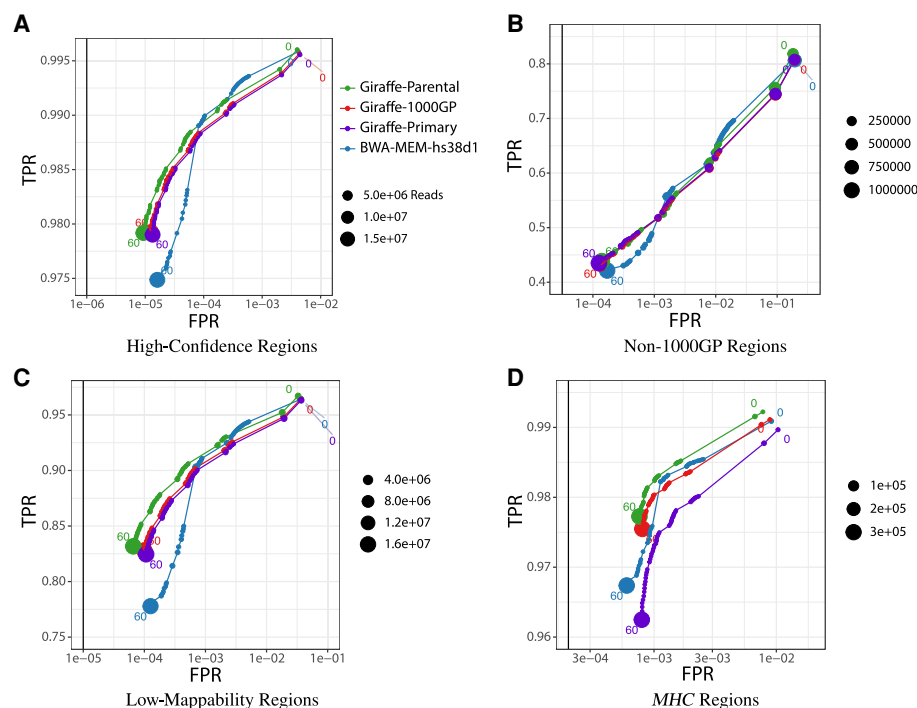 A
TPR
0.995
0.990
0.985
0.980
0.975
0
0
0
0
60
60
60
60
1e−06
1e−05
1e−04
1e−03
1e−02
FPR
High-Confidence Regions
Giraffe-Parental
Giraffe-1000GP
Giraffe-Primary
BWA-MEM-hs38d1
5.0e+06 Reads
1.0e+07
1.5e+07
B
TPR
0.8
0.7
0.6
0.5
0.4
0
0
0
0
60
60
60
60
1e−04
1e−03
1e−02
1e−01
FPR
Non-1000GP Regions
250000
500000
750000
1000000
C
TPR
0.95
0.90
0.85
0.80
0.75
0
0
0
0
60
60
60
60
1e−05
1e−04
1e−03
1e−02
1e−01
FPR
Low-Mappability Regions
4.0e+06
8.0e+06
1.2e+07
1.6e+07
D
TPR
0.99
0.98
0.97
0.96
0
0
0
0
60
60
60
3e−04
1e−03
3e−03
1e−02
FPR
MHC Regions
1e+05
2e+05
3e+05